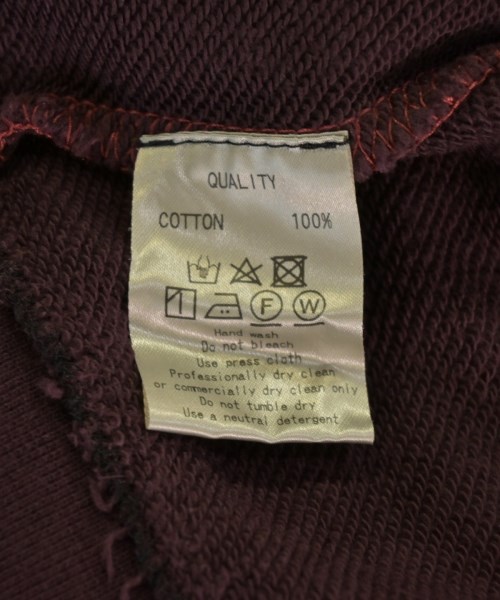 QUALITY
COTTON 100%
F W
Hand wash
Do not bleach
Use press cloth
Professionally dry clean
or commercially dry clean only
Do not tumble dry
Use a neutral detergent